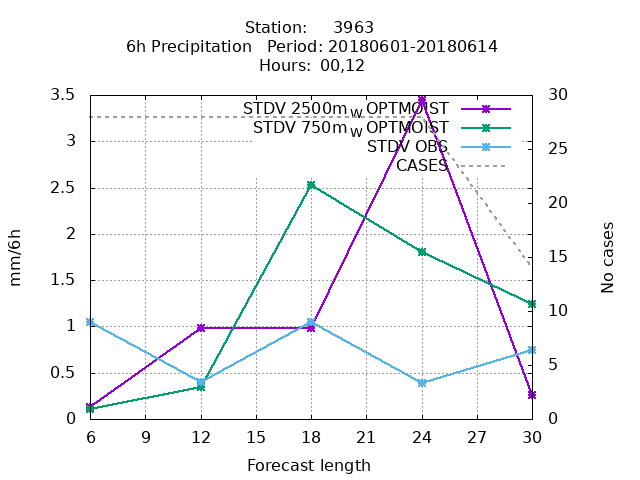 Station: 3963
6h Precipitation Period: 20180601-20180614
Hours: 00,12
3.5
3
2.5
2
1.5
1
0.5
0
30
25
20
15
10
5
0
STDV 2500m_W OPTMOIST
STDV 750m_W OPTMOIST
STDV OBS
CASES
mm/6h
No cases
6 9 12 15 18 21 24 27 30
Forecast length